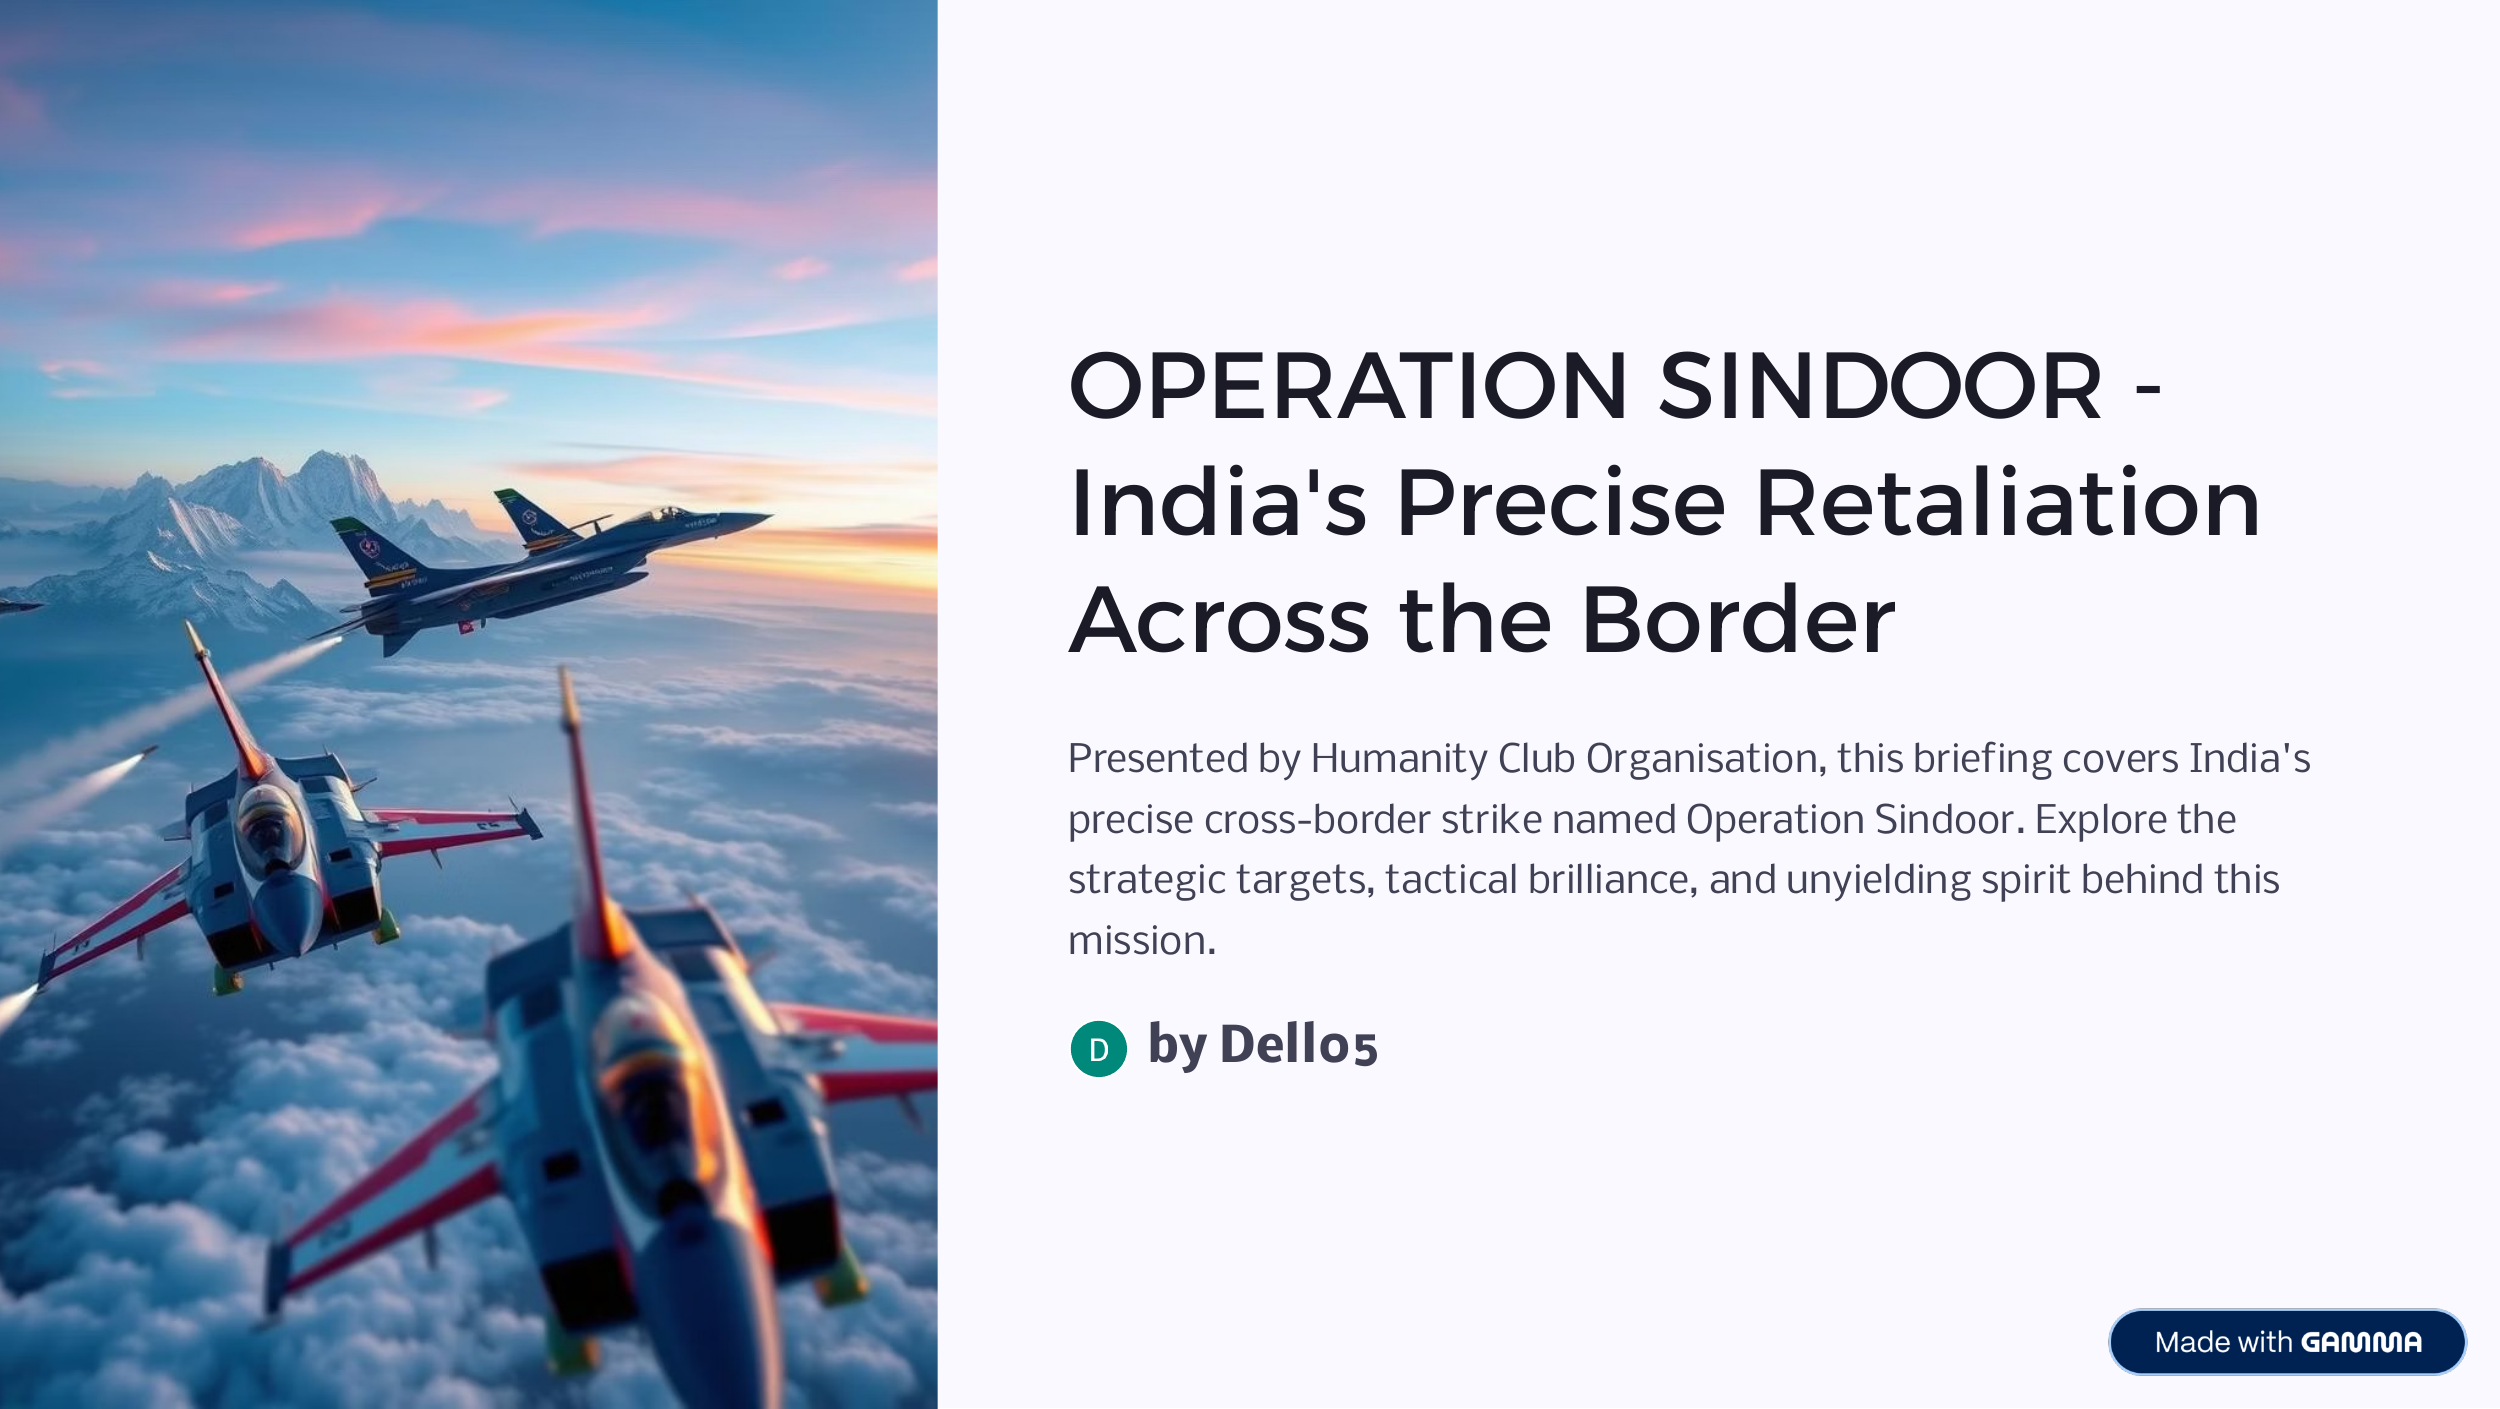 OPERATION SINDOOR -
India's Precise Retaliation
Across the Border
Presented by Humanity Club Organisation, this briefing covers India's
precise cross-border strike named Operation Sindoor. Explore the
strategic targets, tactical brilliance, and unyielding spirit behind this
mission.
D by Dello5
Made with GAMMA